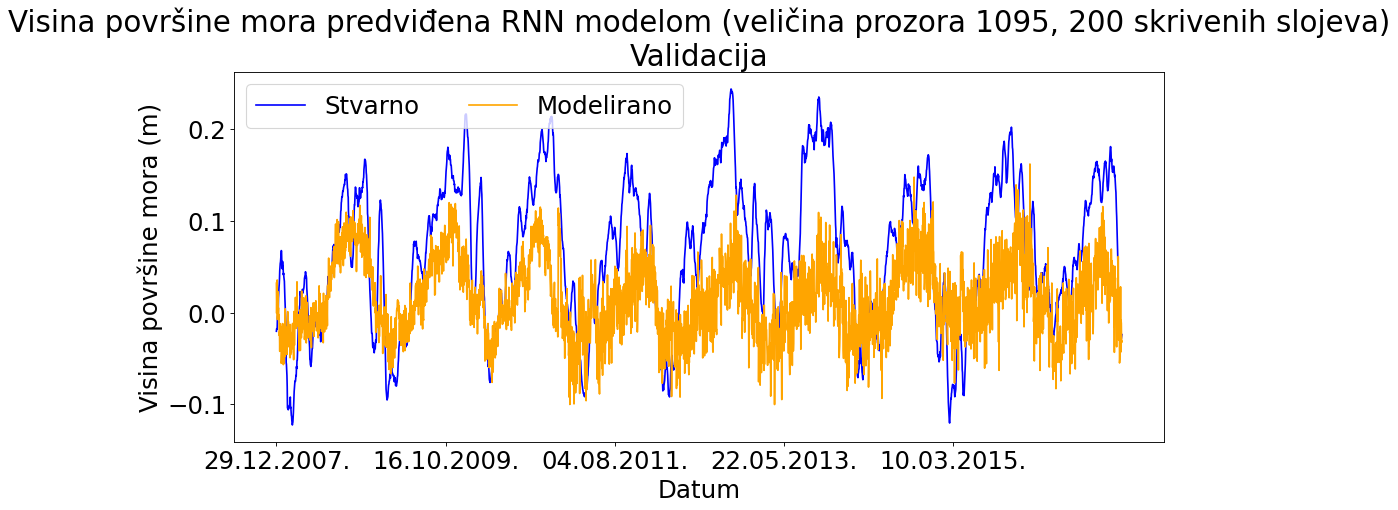 Visina površine mora predviđena RNN modelom (veličina prozora 1095, 200 skrivenih slojeva)
Validacija
Stvarno
Modelirano
Visina površine mora (m)
0.2
0.1
0.0
−0.1
29.12.2007.
16.10.2009.
04.08.2011.
22.05.2013.
10.03.2015.
Datum